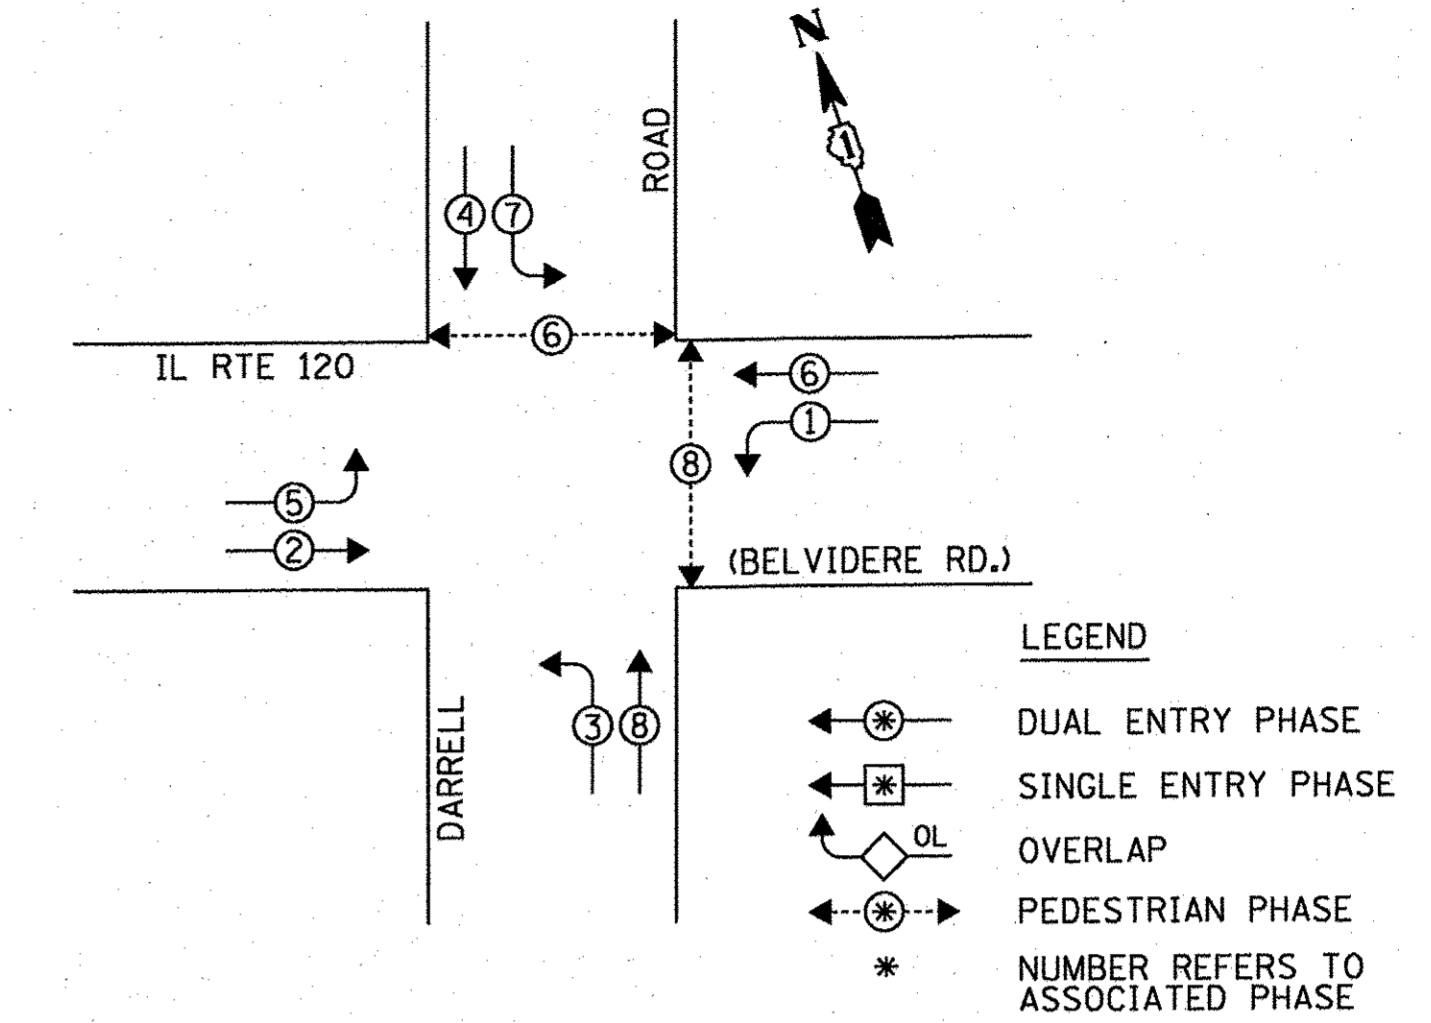 N
1
ROAD
4 7
6
IL RTE 120
6
1
8
5
2
(BELVIDERE RD.)
3 8
DARRELL
LEGEND
* DUAL ENTRY PHASE
* SINGLE ENTRY PHASE
OL OVERLAP
* PEDESTRIAN PHASE
* NUMBER REFERS TO
ASSOCIATED PHASE